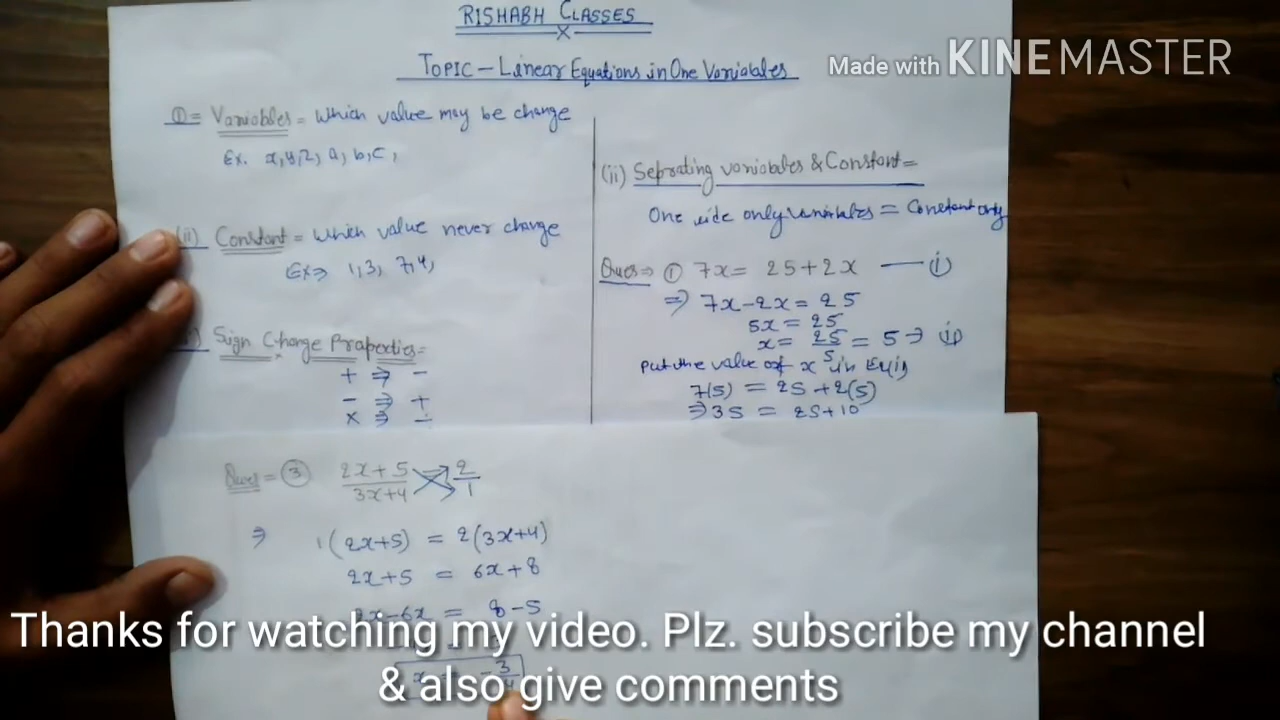 RISHABH CLASSES
TOPIC - Linear Equations in One Variables
Made with KINEMASTER
① = Variables = which value may be change
Ex. x, y, z, a, b, c,
(ii) Constant = which value never change
Ex ⇒ 1, 3, 7, 4,
Sign Change Properties =
+ ⇒ -
- ⇒ +
× ⇒ ÷
(ii) Seprating variables & Constant =
One side only variables = Constant only
Ques ⇒ ① 7x = 25 + 2x — (i)
⇒ 7x - 2x = 25
5x = 25
x = 25/5 = 5 → ii
Put the value of x in Eq i
7(5) = 25 + 2(5)
⇒ 35 = 25 + 10
Ques = ③ 2x + 5 / 3x + 4 = 2 / 1
⇒ 1(2x + 5) = 2(3x + 4)
2x + 5 = 6x + 8
2x - 6x = 8 - 5
x = -3/4
Thanks for watching my video. Plz. subscribe my channel
& also give comments